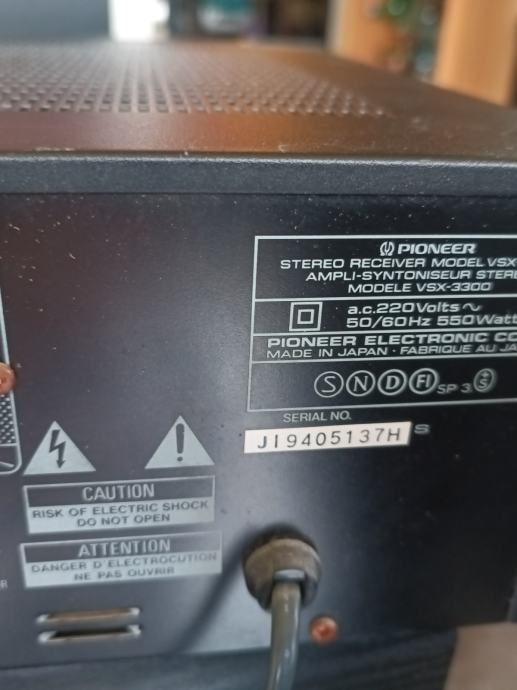 PIONEER
STEREO RECEIVER MODEL VSX
AMPLI-SYNTONISEUR STERE
MODELE VSX-3300
a.c.220Volts ~
50/60Hz 550Watt
PIONEER ELECTRONIC CO
MADE IN JAPAN · FABRIQUE AU JA
S N D FI SP 3 S
SERIAL NO.
JI9405137H S
CAUTION
RISK OF ELECTRIC SHOCK
DO NOT OPEN
ATTENTION
DANGER D'ELECTROCUTION
NE PAS OUVRIR
R